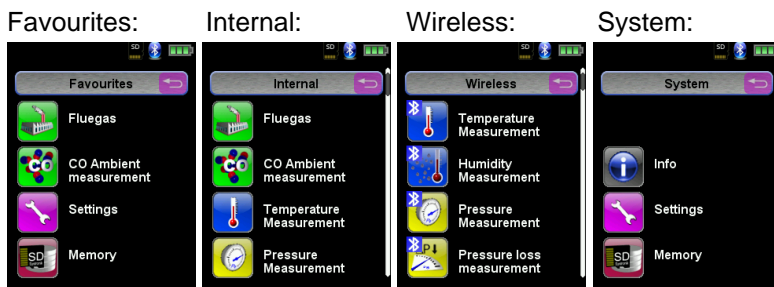 Favourites: Internal: Wireless: System:
SD SD SD SD
Favourites Internal Wireless System
Fluegas
CO Ambient
measurement
Settings
SD
Memory
Fluegas
CO Ambient
measurement
Temperature
Measurement
Pressure
Measurement
Temperature
Measurement
Humidity
Measurement
Pressure
Measurement
P
Pressure loss
measurement
Info
Settings
SD
Memory